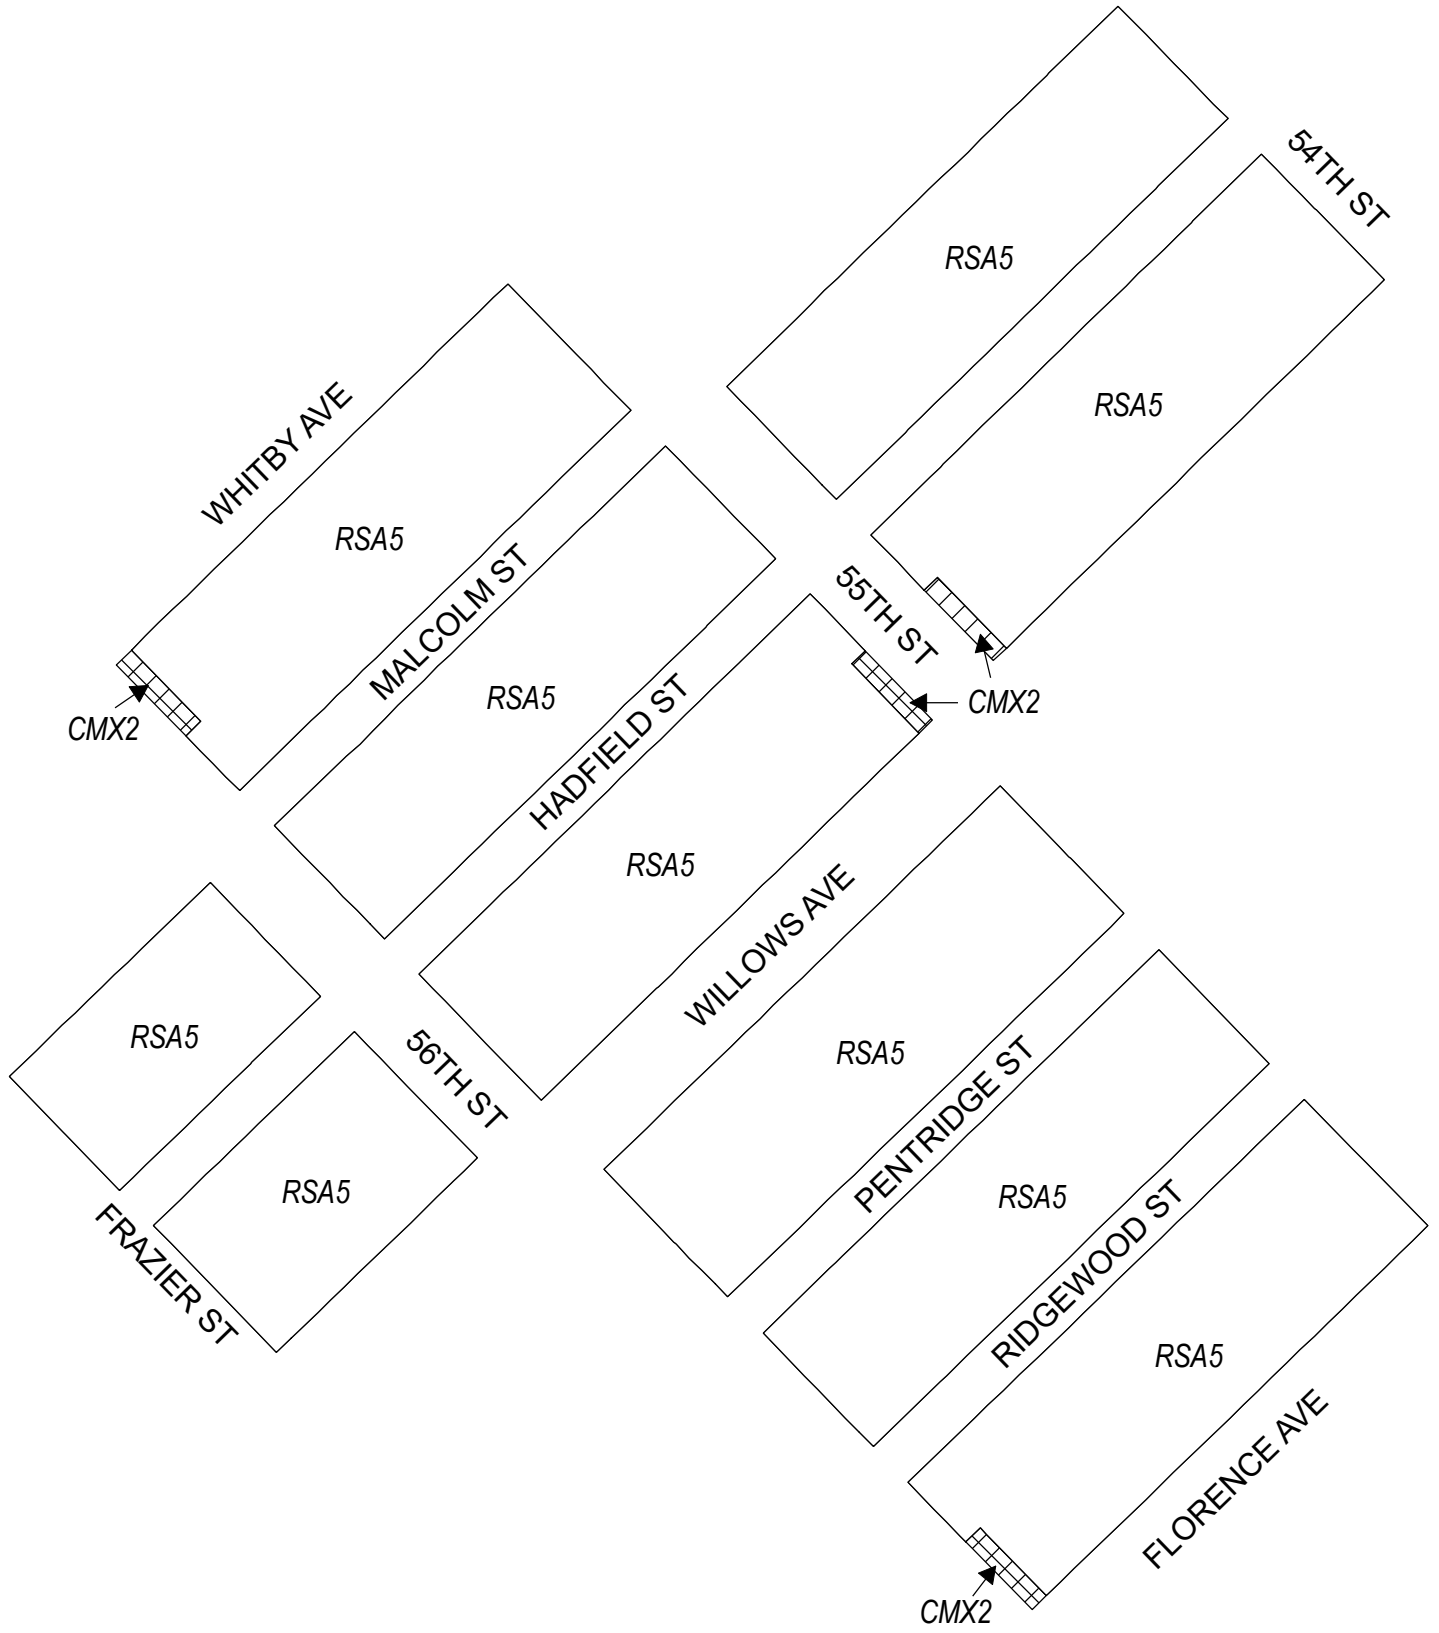 54TH ST
RSA5
RSA5
WHITBY AVE
RSA5
MALCOLM ST
55TH ST
RSA5
HADFIELD ST
CMX2
CMX2
RSA5
WILLOWS AVE
RSA5
56TH ST
RSA5
PENTRIDGE ST
RSA5
RSA5
FRAZIER ST
RIDGEWOOD ST
RSA5
FLORENCE AVE
CMX2